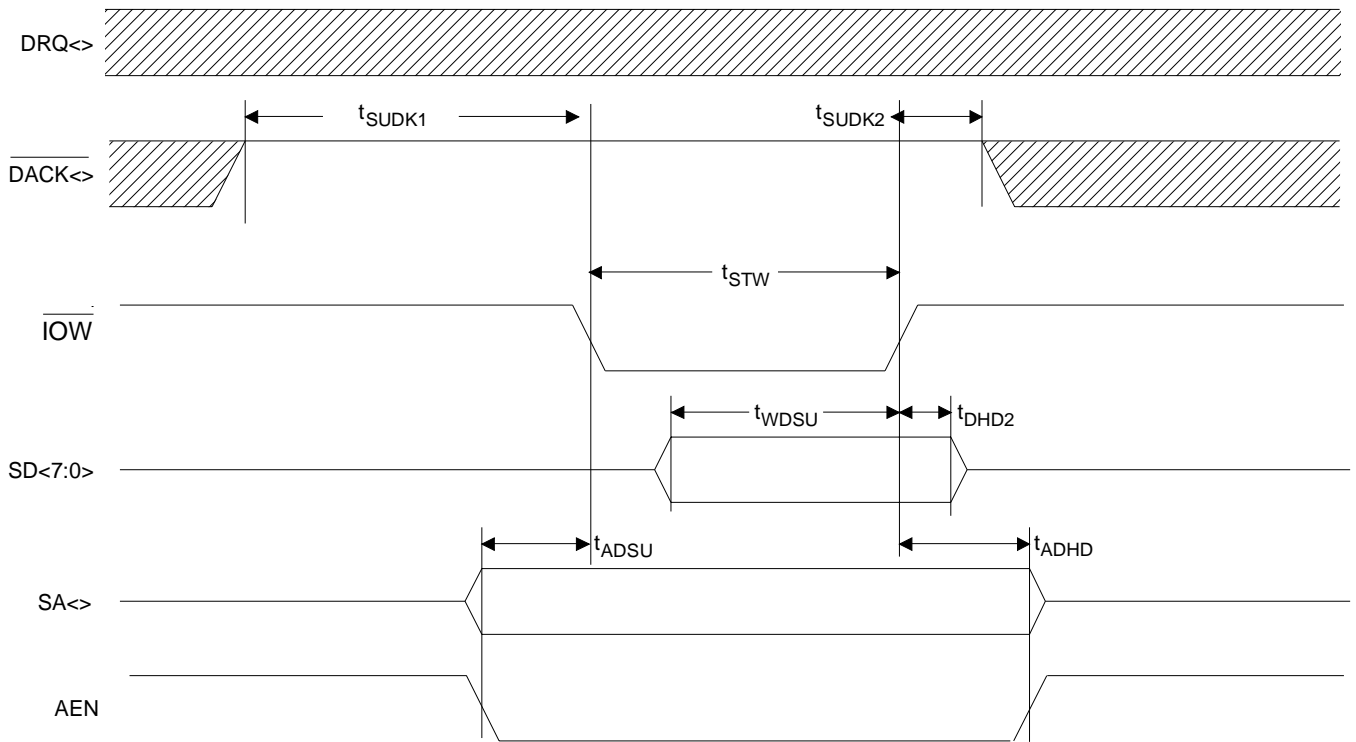 DRQ<>
tSUDK1
tSUDK2
DACK<>
tSTW
IOW
tWDSU
tDHD2
SD<7:0>
tADSU
tADHD
SA<>
AEN